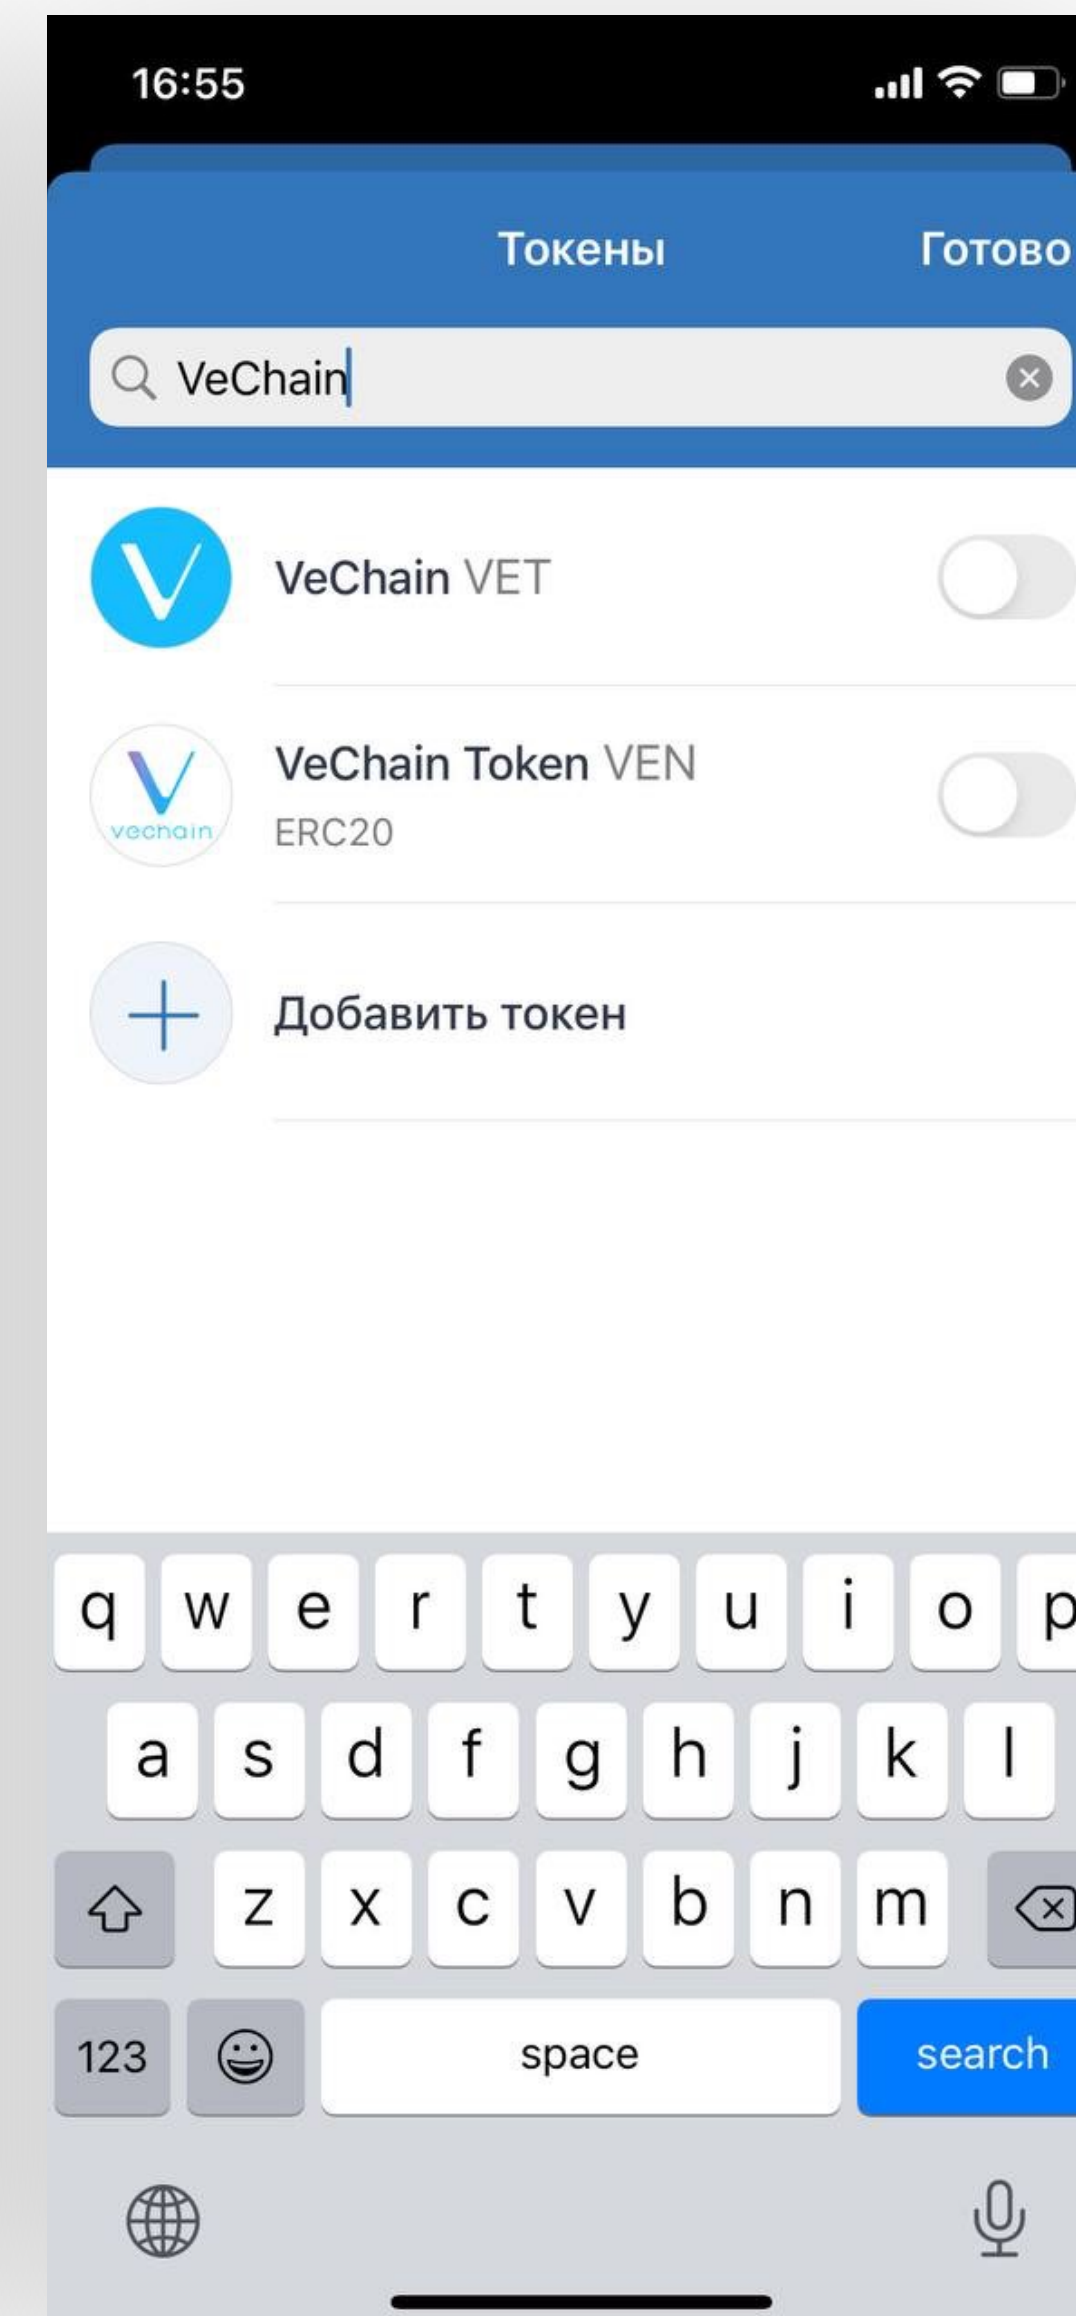 16:55
Токены Готово
VeChain
VeChain VET
vechain
VeChain Token VEN
ERC20
Добавить токен
q w e r t y u i o p
a s d f g h j k l
z x c v b n m
123 space search